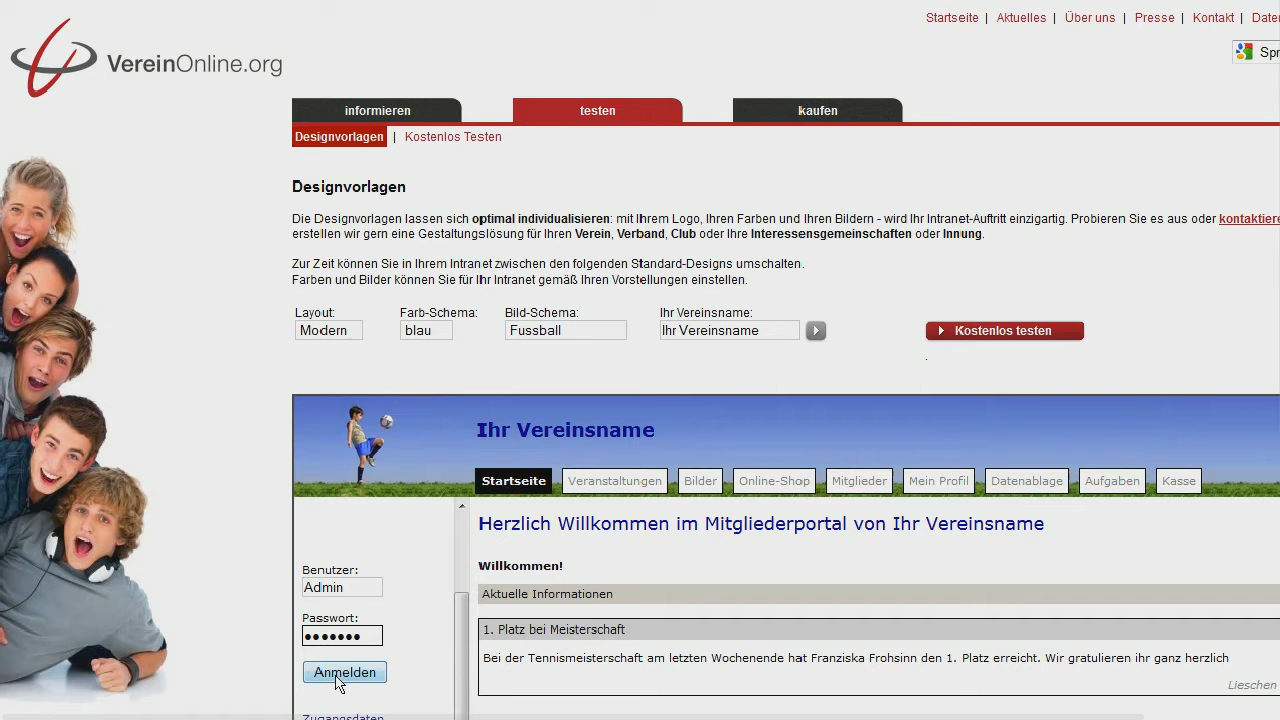 Startseite | Aktuelles | Über uns | Presse | Kontakt | Daten
VereinOnline.org
Spr
informieren testen kaufen
Designvorlagen | Kostenlos Testen
Designvorlagen
Die Designvorlagen lassen sich optimal individualisieren: mit Ihrem Logo, Ihren Farben und Ihren Bildern - wird Ihr Intranet-Auftritt einzigartig. Probieren Sie es aus oder kontaktiere
erstellen wir gern eine Gestaltungslösung für Ihren Verein, Verband, Club oder Ihre Interessensgemeinschaften oder Innung.
Zur Zeit können Sie in Ihrem Intranet zwischen den folgenden Standard-Designs umschalten.
Farben und Bilder können Sie für Ihr Intranet gemäß Ihren Vorstellungen einstellen.
Layout: Farb-Schema: Bild-Schema: Ihr Vereinsname:
Modern blau Fussball Ihr Vereinsname Kostenlos testen
Ihr Vereinsname
Startseite Veranstaltungen Bilder Online-Shop Mitglieder Mein Profil Datenablage Aufgaben Kasse
Herzlich Willkommen im Mitgliederportal von Ihr Vereinsname
Willkommen!
Benutzer:
Admin
Aktuelle Informationen
Passwort:
●●●●●●●
1. Platz bei Meisterschaft
Bei der Tennismeisterschaft am letzten Wochenende hat Franziska Frohsinn den 1. Platz erreicht. Wir gratulieren ihr ganz herzlich
Anmelden
Lieschen
Zugangsdaten